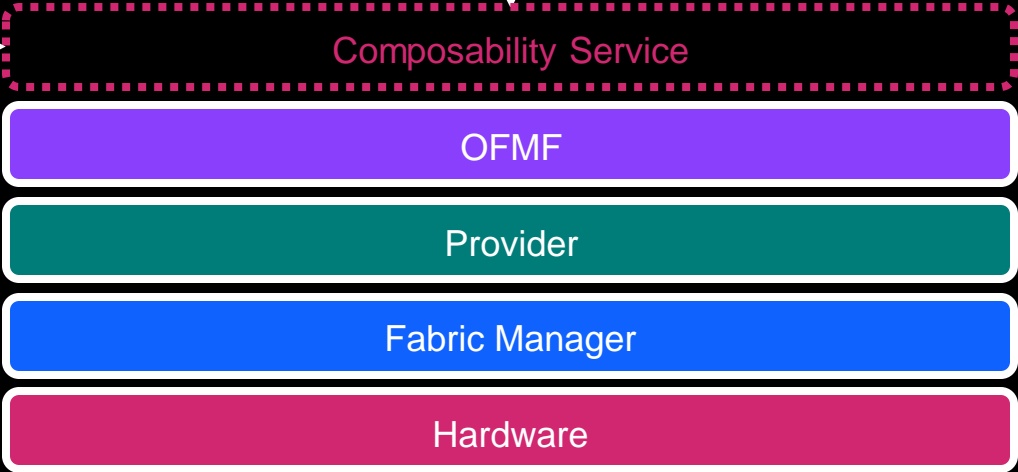 Composability Service
OFMF
Provider
Fabric Manager
Hardware